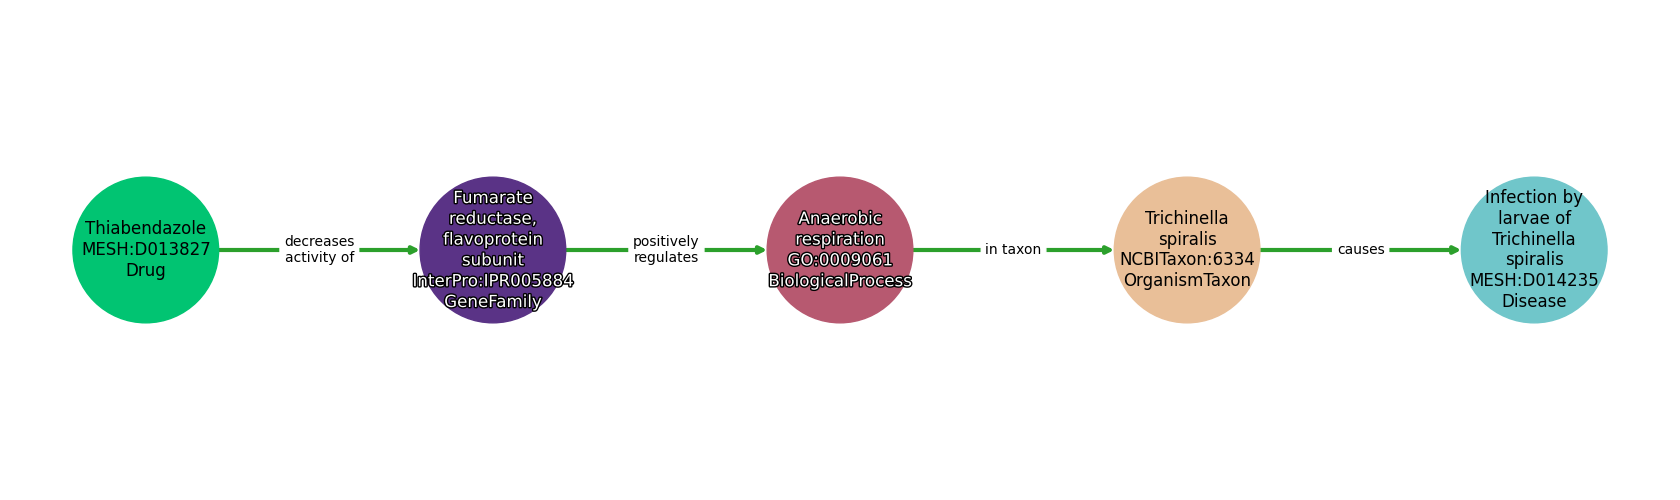 Thiabendazole
MESH:D013827
Drug
decreases
activity of
Fumarate
reductase,
flavoprotein
subunit
InterPro:IPR005884
GeneFamily
positively
regulates
Anaerobic
respiration
GO:0009061
BiologicalProcess
in taxon
Trichinella
spiralis
NCBITaxon:6334
OrganismTaxon
causes
Infection by
larvae of
Trichinella
spiralis
MESH:D014235
Disease